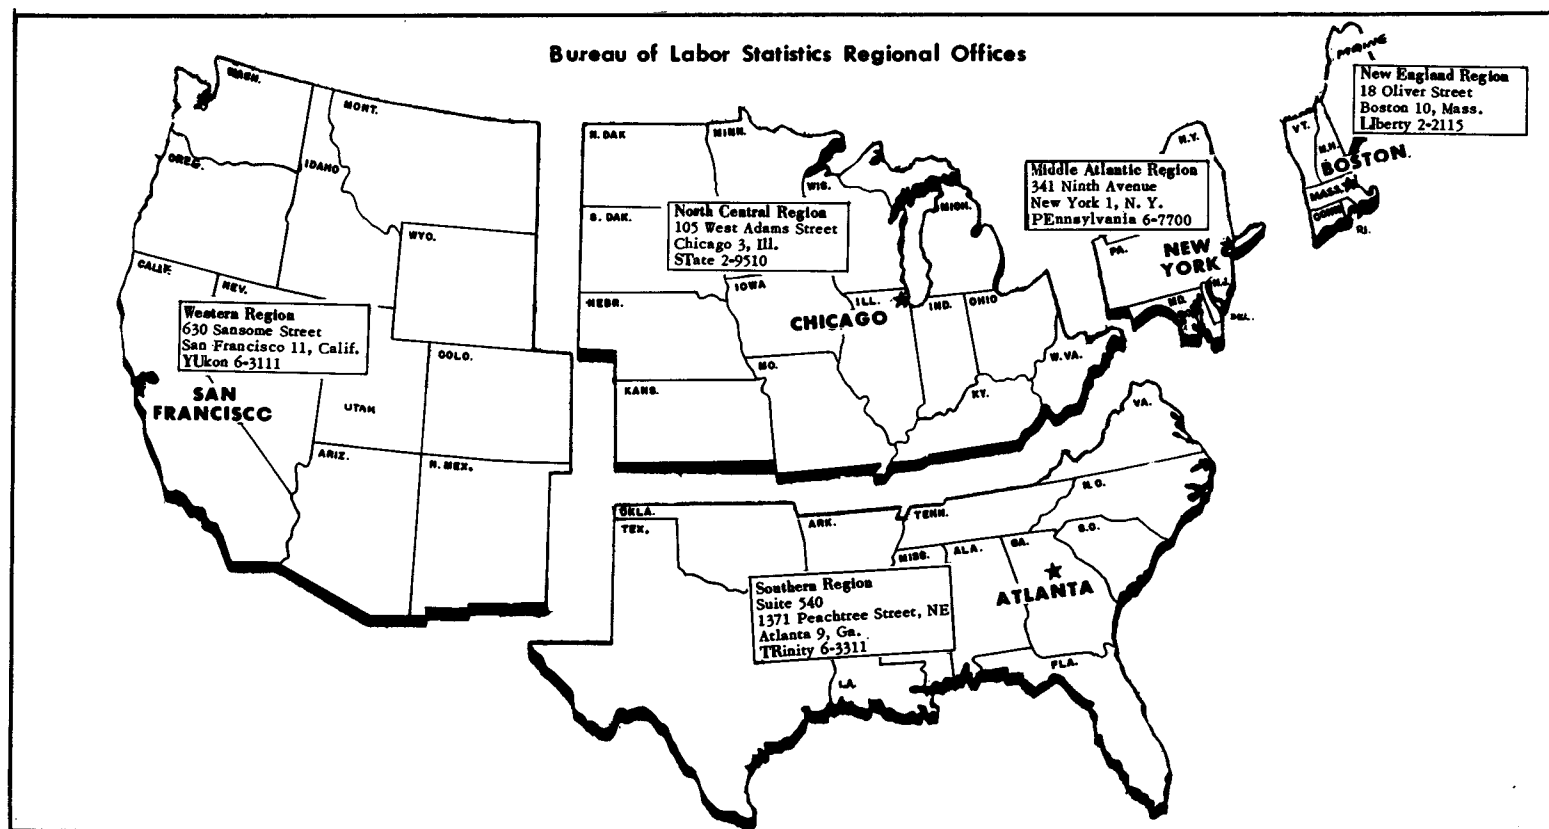 Bureau of Labor Statistics Regional Offices
MAINE
New England Region
18 Oliver Street
Boston 10, Mass.
LIberty 2-2115
VT.
N.H.
BOSTON.
MASS.
CONN.
R.I.
N.Y.
Middle Atlantic Region
341 Ninth Avenue
New York 1, N. Y.
PEnnsylvania 6-7700
PA.
NEW
YORK
N.J.
MD.
DEL.
WASH.
MONT.
OREG.
IDAHO
WYO.
CALIF.
NEV.
Western Region
630 Sansome Street
San Francisco 11, Calif.
YUkon 6-3111
SAN
FRANCISCO
UTAH
COLO.
ARIZ.
N. MEX.
N. DAK
MINN.
WIS.
MICH.
S. DAK.
North Central Region
105 West Adams Street
Chicago 3, Ill.
STate 2-9510
NEBR.
IOWA
ILL.
IND.
OHIO
CHICAGO
W. VA.
MO.
KANS.
KY.
VA.
OKLA.
TEX.
ARK.
TENN.
N. C.
S.C.
MISS.
ALA.
GA.
ATLANTA
Southern Region
Suite 540
1371 Peachtree Street, NE
Atlanta 9, Ga.
TRinity 6-3311
LA.
FLA.